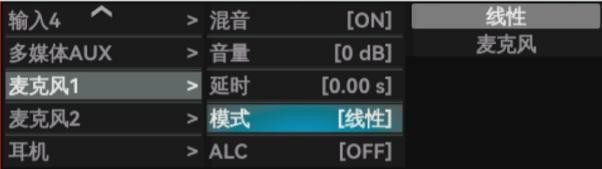 输入4 > 混音 [ON] 线性
多媒体AUX > 音量 [0 dB] 麦克风
麦克风1 > 延时 [0.00 s]
麦克风2 > 模式 [线性]
耳机 > ALC [OFF]